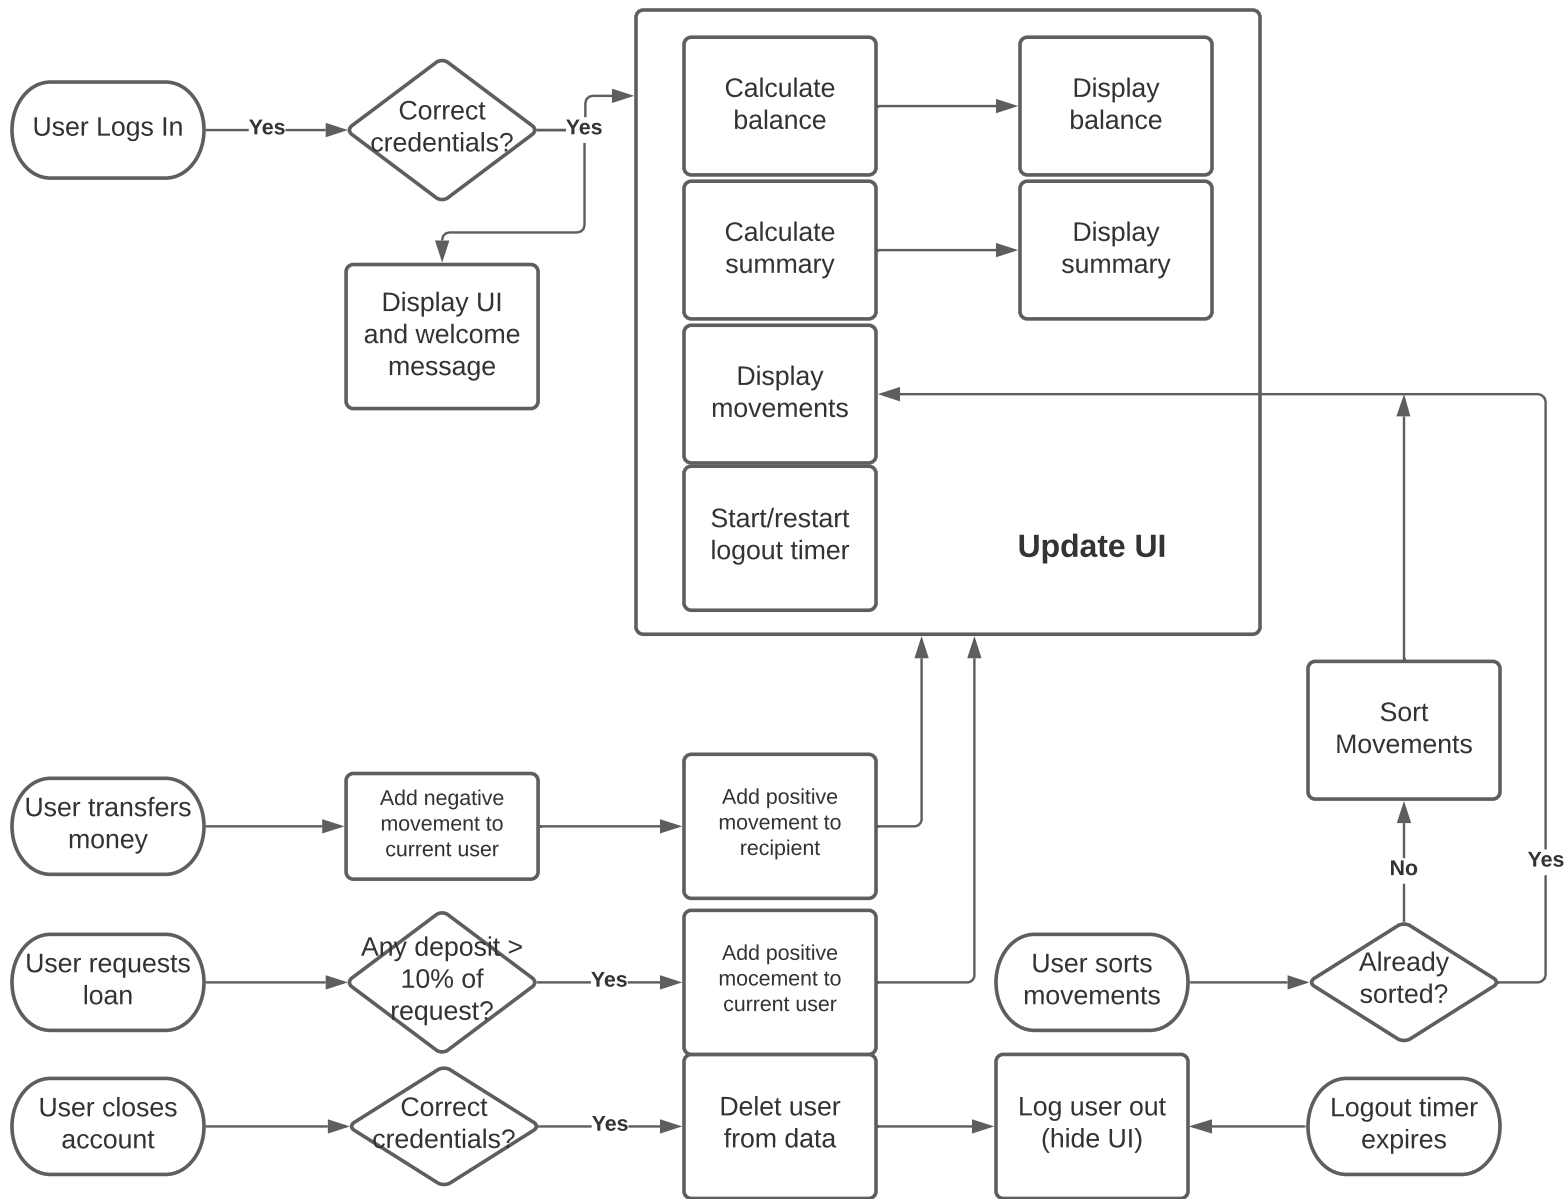 User Logs In
Yes
Correct
credentials?
Yes
Display UI
and welcome
message
Calculate
balance
Display
balance
Calculate
summary
Display
summary
Display
movements
Start/restart
logout timer
Update UI
User transfers
money
Add negative
movement to
current user
Add positive
movement to
recipient
User requests
loan
Any deposit >
10% of
request?
Yes
Add positive
mocement to
current user
User sorts
movements
Already
sorted?
No
Yes
Sort
Movements
User closes
account
Correct
credentials?
Yes
Delet user
from data
Log user out
(hide UI)
Logout timer
expires